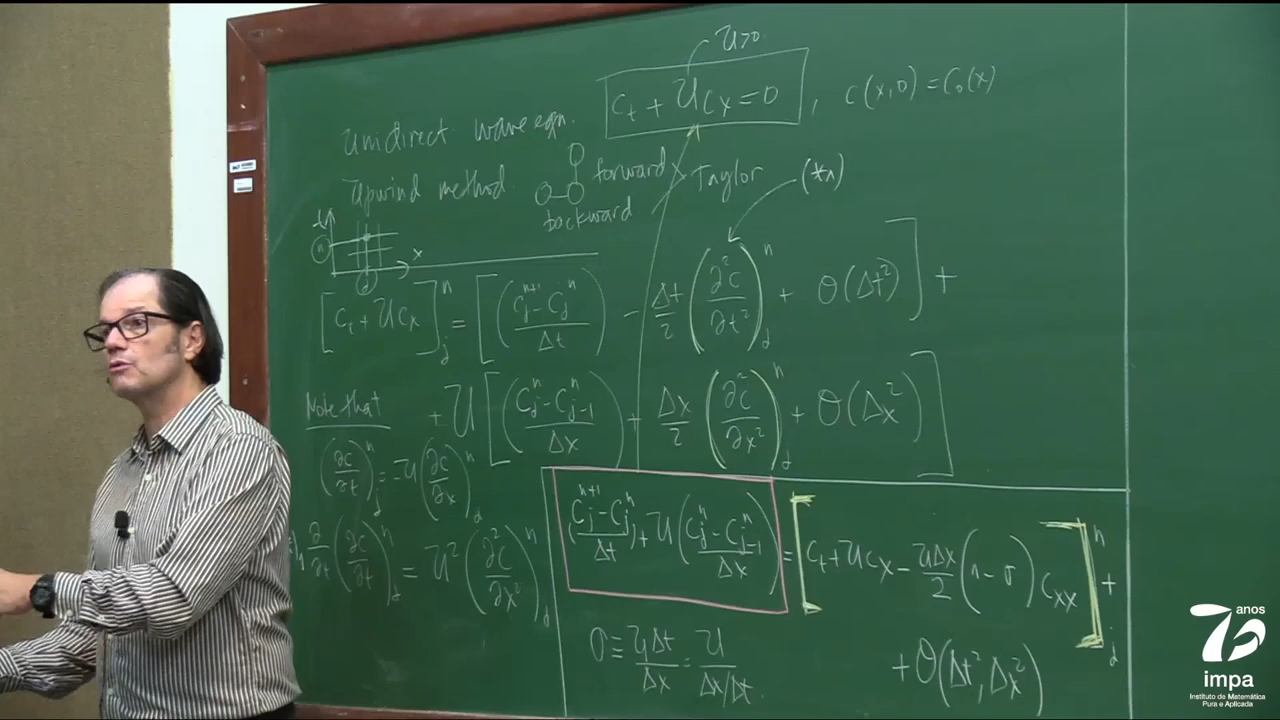 U>0
Unidirect. wave eqn. C_t + U C_x = 0, C(x,0) = C_0(x)
Upwind method. forward Taylor (*1)
backward
t n x j
[C_t + U C_x]_j^n = [((C_j^{n+1} - C_j^n)/Δt) - Δt/2 (∂²C/∂t²)_j^n + O(Δt²)] +
+ U [((C_j^n - C_{j-1}^n)/Δx) + Δx/2 (∂²C/∂x²)_j^n + O(Δx²)]
Note that
(∂C/∂t)_j^n = -U (∂C/∂x)_j^n
∂/∂t (∂C/∂t)_j^n = U² (∂²C/∂x²)_j^n
((C_j^{n+1} - C_j^n)/Δt) + U ((C_j^n - C_{j-1}^n)/Δx) = [C_t + U C_x - UΔx/2 (1-σ) C_xx]_j^n +
σ ≡ UΔt/Δx = U/(Δx/Δt).
+ O(Δt², Δx²)
70 anos
impa
Instituto de Matemática
Pura e Aplicada